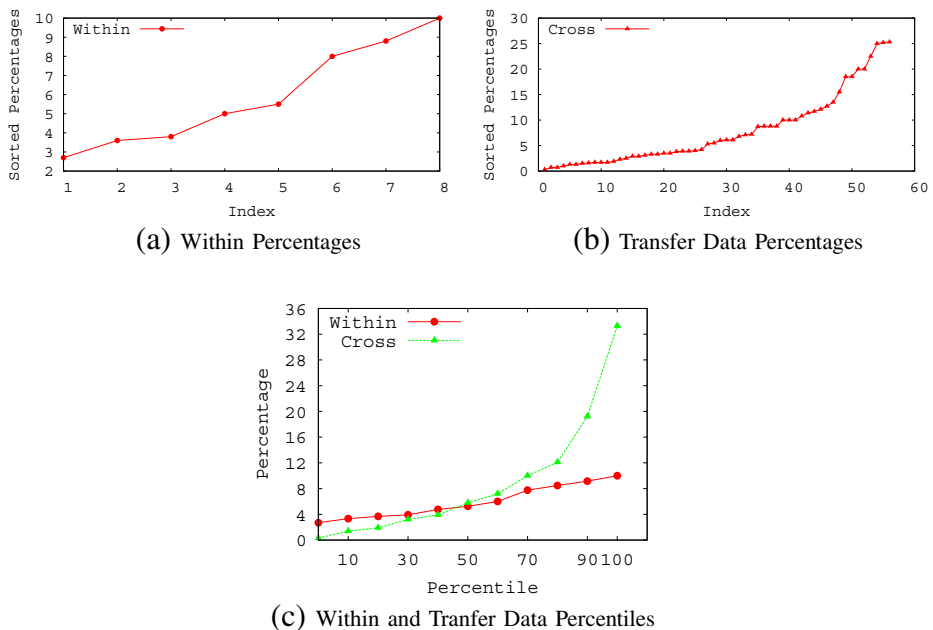 10
9
8
7
6
5
4
3
2
Sorted Percentages
Within
1 2 3 4 5 6 7 8
Index
(a) Within Percentages
30
25
20
15
10
5
0
Sorted Percentages
Cross
0 10 20 30 40 50 60
Index
(b) Transfer Data Percentages
36
32
28
24
20
16
12
8
4
0
Percentage
Within
Cross
10 30 50 70 90 100
Percentile
(c) Within and Tranfer Data Percentiles